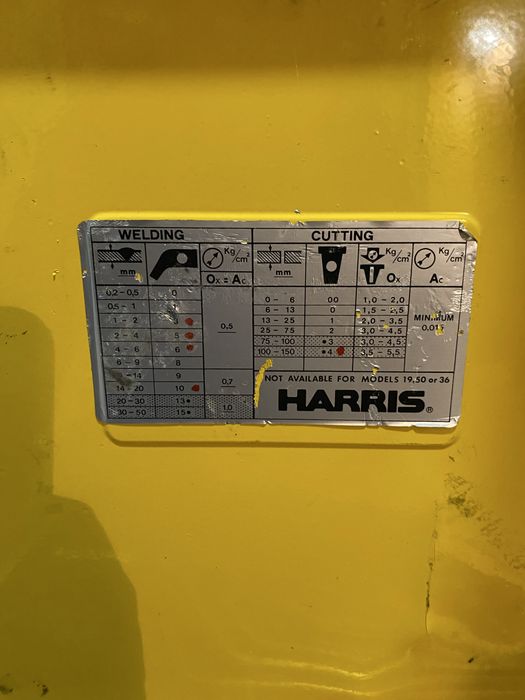 WELDING CUTTING
mm Kg/cm² mm Kg/cm² Kg/cm²
Ox = Ac Ox Ac
0,2 – 0,5 0
0,5 – 1
1 – 2
2 – 4 5
4 – 6 6
6 – 9 8
14 9
14 – 20 10
20 – 30 13•
30 – 50 15•
0,5
0,7
1,0
0 – 6 00 1,0 – 2,0
6 – 13 0 1,5 – 2,5
13 – 25 1 2,0 – 3,5
25 – 75 2 3,0 – 4,5
75 – 100 •3 3,0 – 4,5
100 – 150 •4 3,5 – 5,5
MINIMUM
0,015
NOT AVAILABLE FOR MODELS 19,50 or 36
HARRIS®